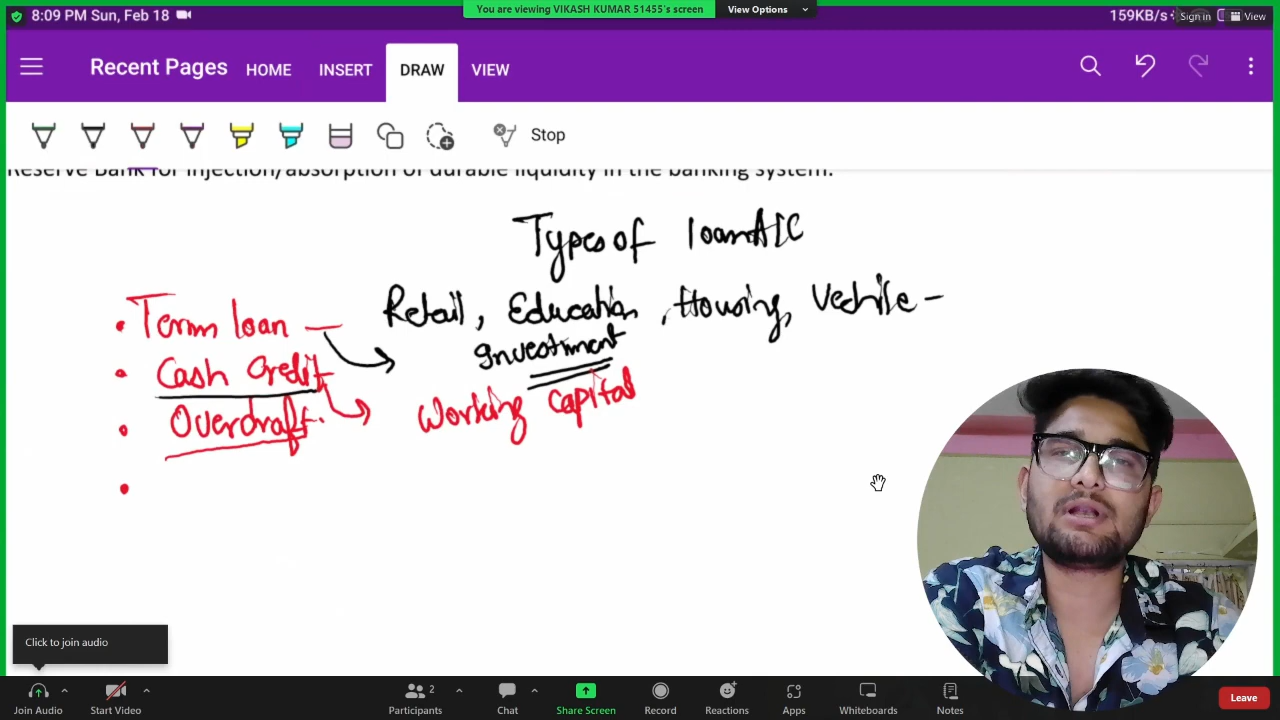 You are viewing VIKASH KUMAR 51455's screen View Options
8:09 PM Sun, Feb 18 159KB/s Sign in View
Recent Pages HOME INSERT DRAW VIEW
Stop
Reserve Bank for injection/absorption of durable liquidity in the banking system.
Types of loan A/C
• Term loan — Retail, Education, Housing, Vechile -
Investment
• Cash Credit Working Capital
• Overdraft.
•
Click to join audio
Join Audio Start Video Participants 2 Chat Share Screen Record Reactions Apps Whiteboards Notes Leave